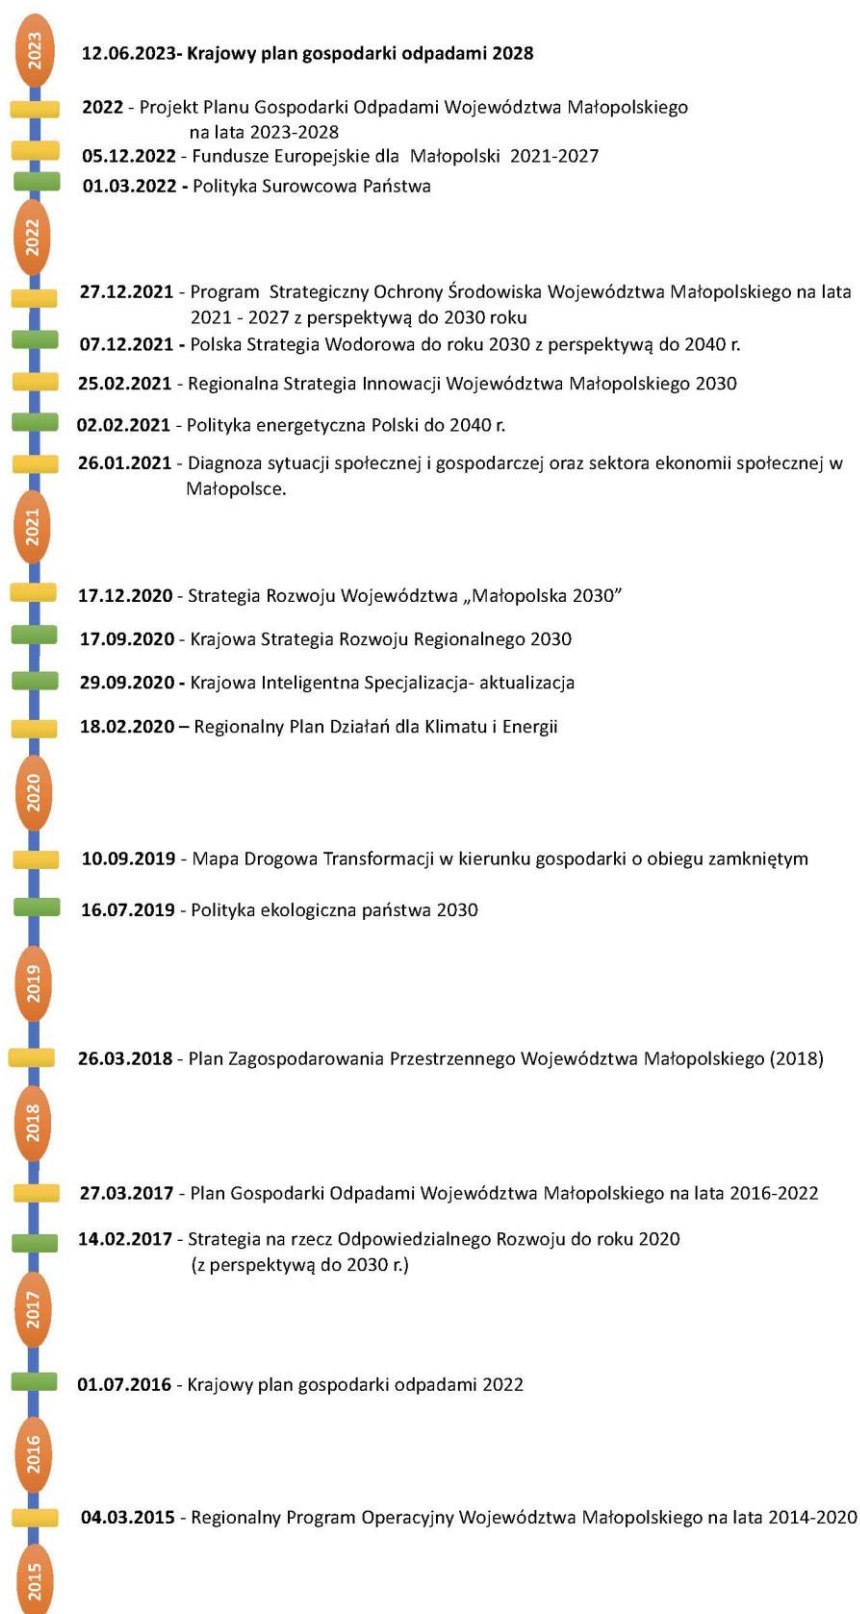 2023
12.06.2023- Krajowy plan gospodarki odpadami 2028
2022 - Projekt Planu Gospodarki Odpadami Województwa Małopolskiego
na lata 2023-2028
05.12.2022 - Fundusze Europejskie dla Małopolski 2021-2027
01.03.2022 - Polityka Surowcowa Państwa
2022
27.12.2021 - Program Strategiczny Ochrony Środowiska Województwa Małopolskiego na lata
2021 - 2027 z perspektywą do 2030 roku
07.12.2021 - Polska Strategia Wodorowa do roku 2030 z perspektywą do 2040 r.
25.02.2021 - Regionalna Strategia Innowacji Województwa Małopolskiego 2030
02.02.2021 - Polityka energetyczna Polski do 2040 r.
26.01.2021 - Diagnoza sytuacji społecznej i gospodarczej oraz sektora ekonomii społecznej w
Małopolsce.
2021
17.12.2020 - Strategia Rozwoju Województwa „Małopolska 2030”
17.09.2020 - Krajowa Strategia Rozwoju Regionalnego 2030
29.09.2020 - Krajowa Inteligentna Specjalizacja- aktualizacja
18.02.2020 – Regionalny Plan Działań dla Klimatu i Energii
2020
10.09.2019 - Mapa Drogowa Transformacji w kierunku gospodarki o obiegu zamkniętym
16.07.2019 - Polityka ekologiczna państwa 2030
2019
26.03.2018 - Plan Zagospodarowania Przestrzennego Województwa Małopolskiego (2018)
2018
27.03.2017 - Plan Gospodarki Odpadami Województwa Małopolskiego na lata 2016-2022
14.02.2017 - Strategia na rzecz Odpowiedzialnego Rozwoju do roku 2020
(z perspektywą do 2030 r.)
2017
01.07.2016 - Krajowy plan gospodarki odpadami 2022
2016
04.03.2015 - Regionalny Program Operacyjny Województwa Małopolskiego na lata 2014-2020
2015